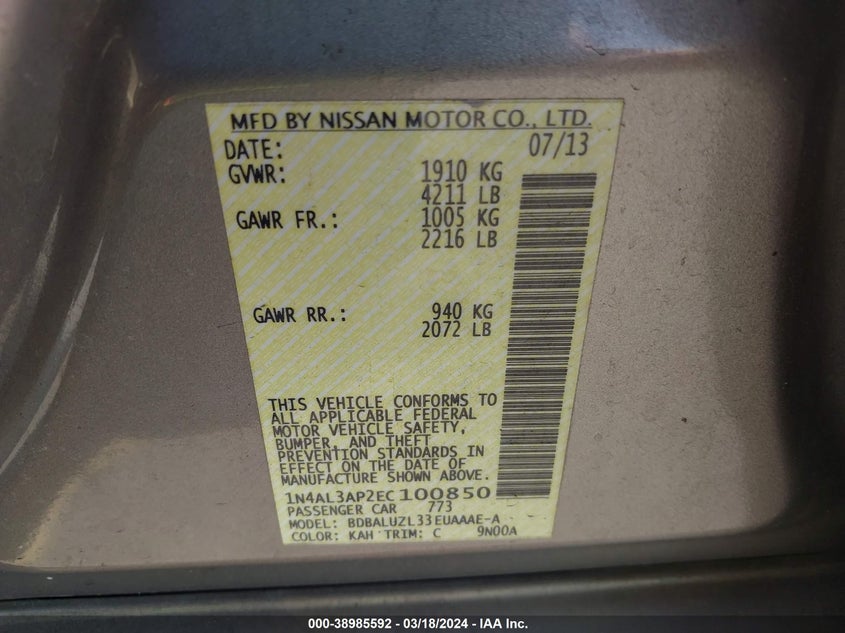 MFD BY NISSAN MOTOR CO., LTD.
DATE: 07/13
GVWR: 1910 KG
4211 LB
GAWR FR.: 1005 KG
2216 LB
GAWR RR.: 940 KG
2072 LB
THIS VEHICLE CONFORMS TO
ALL APPLICABLE FEDERAL
MOTOR VEHICLE SAFETY,
BUMPER, AND THEFT
PREVENTION STANDARDS IN
EFFECT ON THE DATE OF
MANUFACTURE SHOWN ABOVE.
1N4AL3AP2EC100850
PASSENGER CAR 773
MODEL: BDBALUZL33EUAAAE-A
COLOR: KAH TRIM: C 9N00A
000-38985592 / 03/18/2024 - IAA Inc.